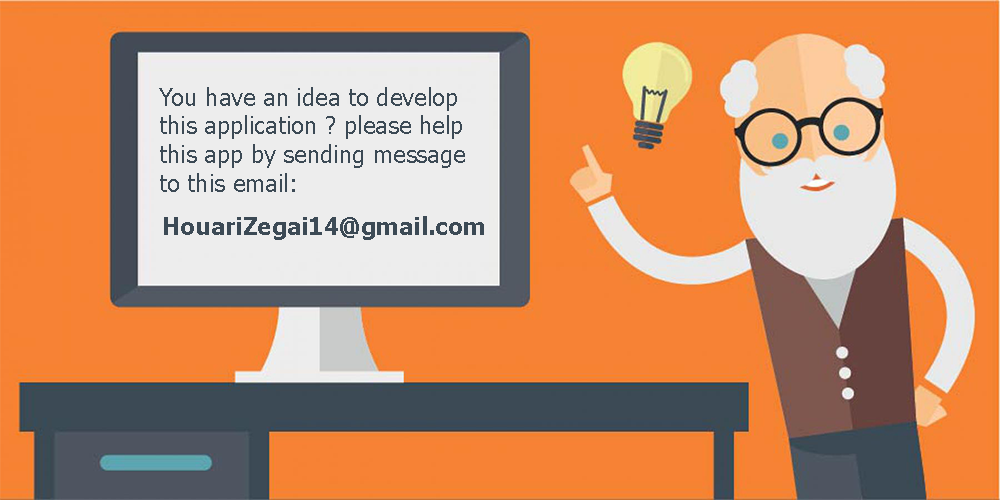 You have an idea to develop
this application ? please help
this app by sending message
to this email:
HouariZegai14@gmail.com